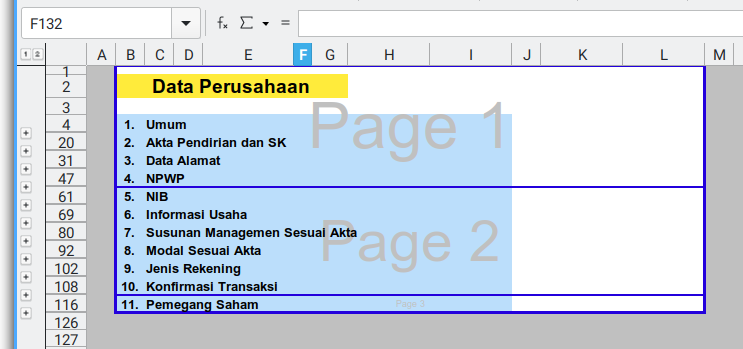 F132
fx Σ =
1 2
A B C D E F G H I J K L M
1
2 Data Perusahaan
3
Page 1
4 1. Umum
20 2. Akta Pendirian dan SK
31 3. Data Alamat
47 4. NPWP
61 5. NIB
69 6. Informasi Usaha
80 7. Susunan Managemen Sesuai Akta
Page 2
92 8. Modal Sesuai Akta
102 9. Jenis Rekening
108 10. Konfirmasi Transaksi
116 11. Pemegang Saham
Page 3
126
127